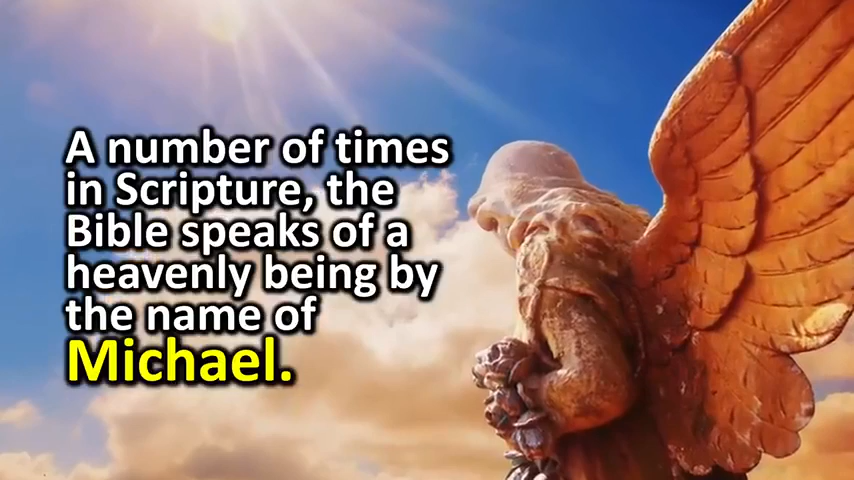 A number of times
in Scripture, the
Bible speaks of a
heavenly being by
the name of
Michael.